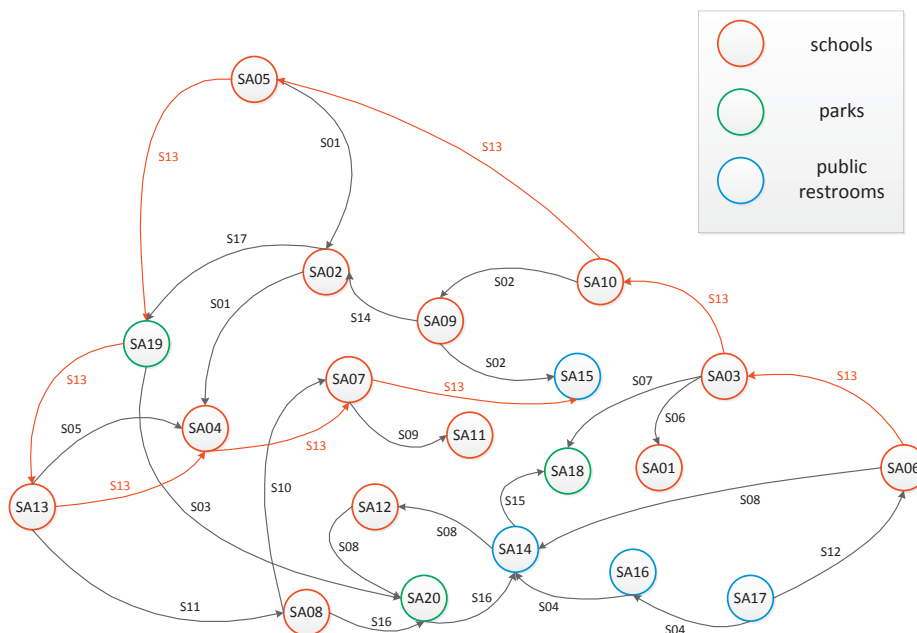 schools
SA05
parks
S01
S13
S13
public
restrooms
S17
SA02
SA10
S02
S13
S01
S14
SA09
SA19
S02
S13
SA07
S13
SA15
S07
SA03
S13
S06
S05
SA04
S09
SA11
S13
SA18
SA01
SA06
S13
S10
S03
S15
S08
SA13
SA12
S08
S08
SA14
S12
SA16
S11
SA08
S16
SA20
S16
S04
SA17
S04